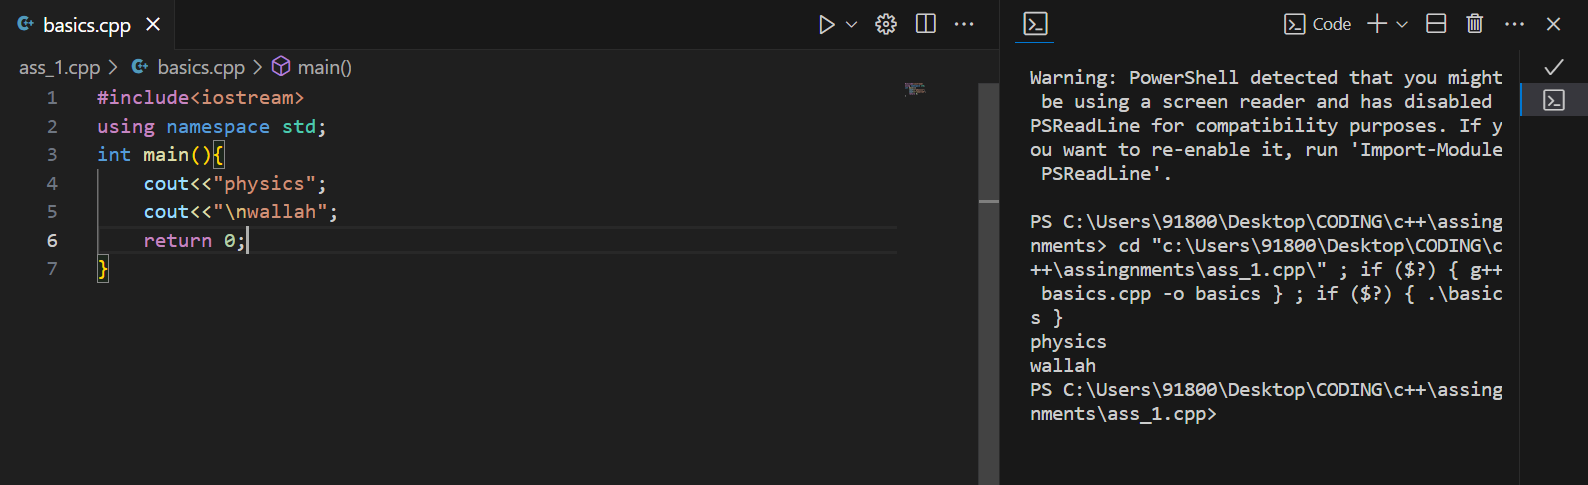 basics.cpp
ass_1.cpp > basics.cpp > main()
1 #include<iostream>
2 using namespace std;
3 int main(){
4     cout<<"physics";
5     cout<<"\nwallah";
6     return 0;
7 }
Code
Warning: PowerShell detected that you might
 be using a screen reader and has disabled
PSReadLine for compatibility purposes. If y
ou want to re-enable it, run 'Import-Module
 PSReadLine'.
PS C:\Users\91800\Desktop\CODING\c++\assing
nments> cd "c:\Users\91800\Desktop\CODING\c
++\assingnments\ass_1.cpp\" ; if ($?) { g++
 basics.cpp -o basics } ; if ($?) { .\basic
s }
physics
wallah
PS C:\Users\91800\Desktop\CODING\c++\assing
nments\ass_1.cpp>